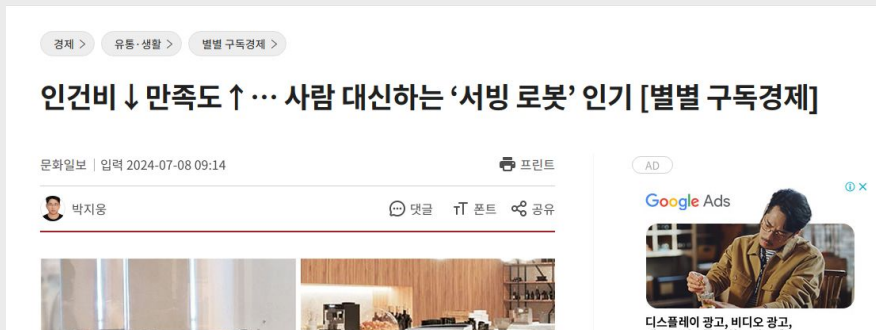 경제 >
유통·생활 >
별별 구독경제 >
인건비↓만족도↑… 사람 대신하는 ‘서빙 로봇’ 인기 [별별 구독경제]
문화일보 | 입력 2024-07-08 09:14
프린트
박지웅
댓글
폰트
공유
AD
Google Ads
디스플레이 광고, 비디오 광고,